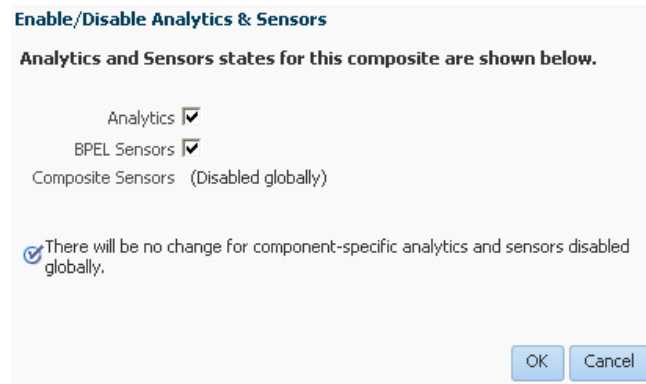 Enable/Disable Analytics & Sensors
Analytics and Sensors states for this composite are shown below.
Analytics
BPEL Sensors
Composite Sensors (Disabled globally)
There will be no change for component-specific analytics and sensors disabled
globally.
OK Cancel